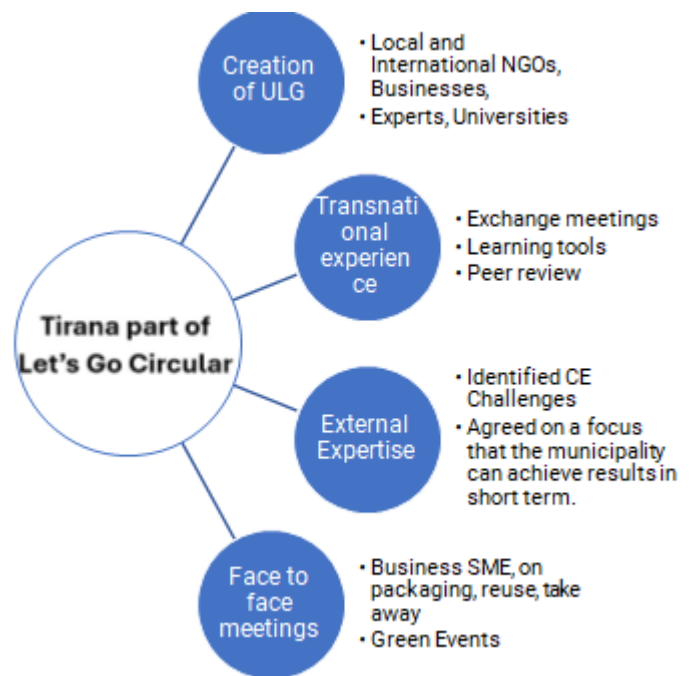 Tirana part of
Let's Go Circular
Creation
of ULG
• Local and
International NGOs,
Businesses,
• Experts, Universities
Transnati
onal
experien
ce
• Exchange meetings
• Learning tools
• Peer review
External
Expertise
• Identified CE
Challenges
• Agreed on a focus
that the municipality
can achieve results in
short term.
Face to
face
meetings
• Business SME, on
packaging, reuse, take
away
• Green Events